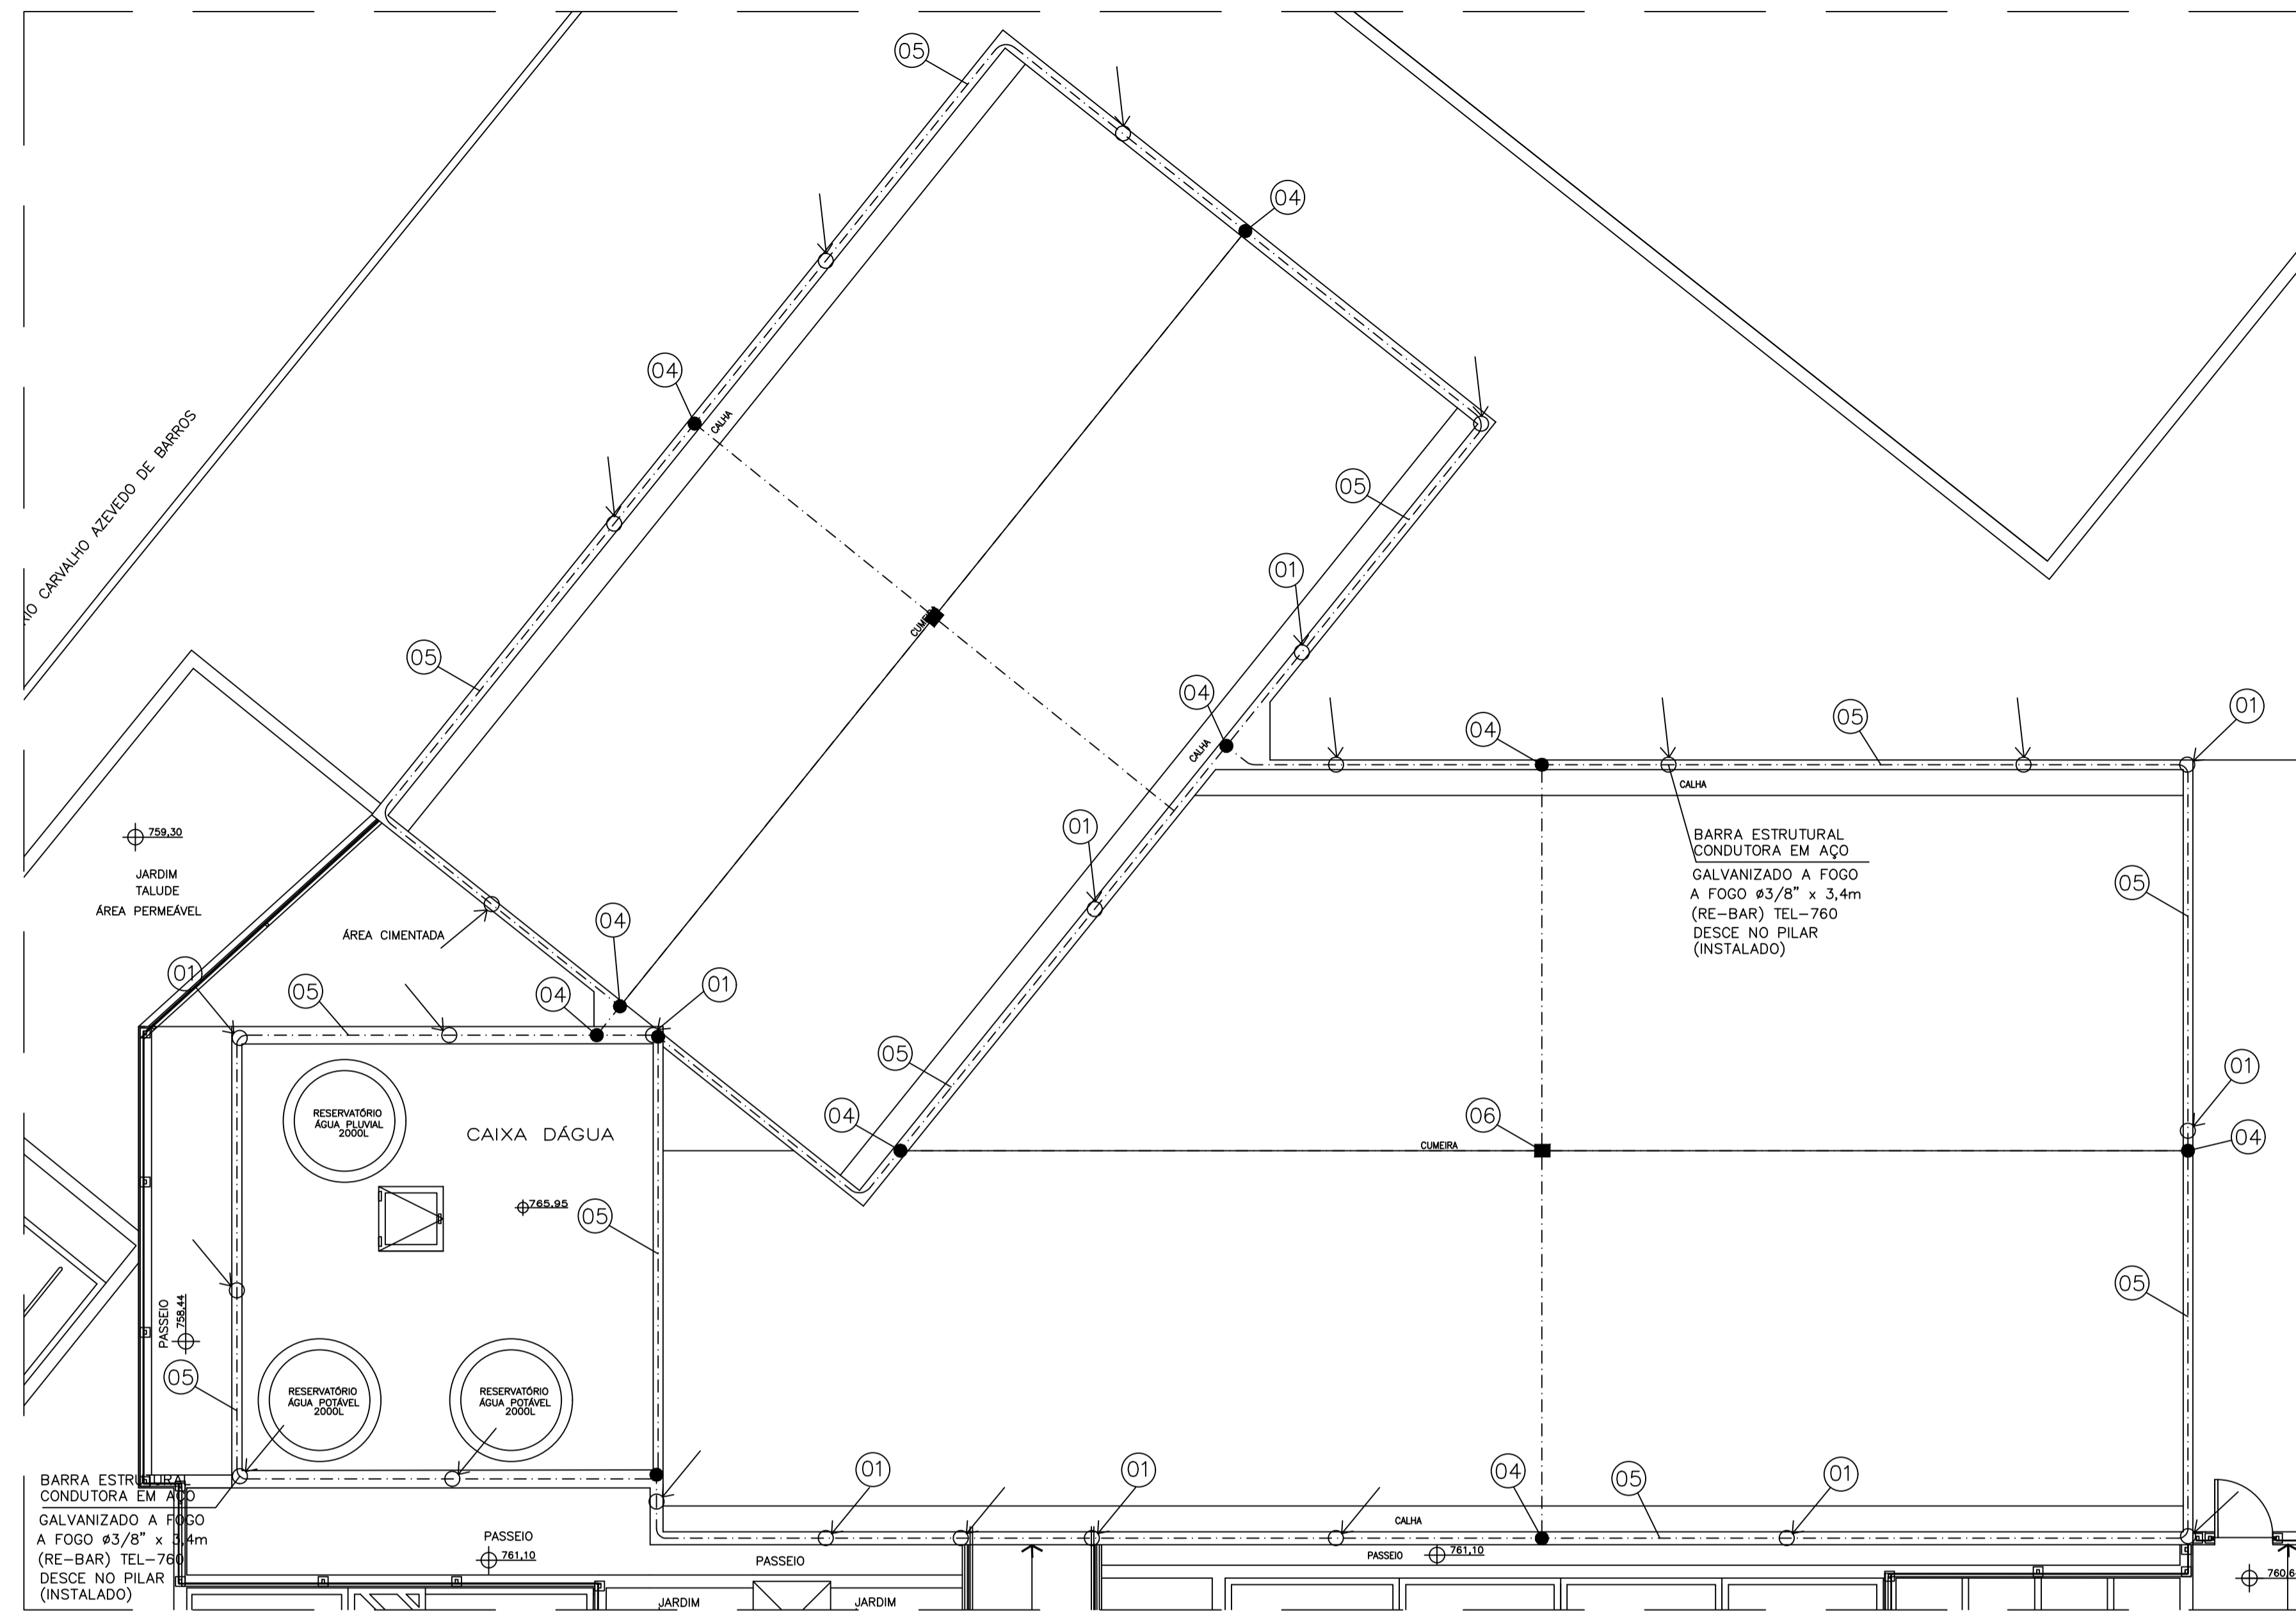 05
04
04
CALHA
05
01
CUMEIRA
05
04
CALHA
04
05
01
CALHA
CARVALHO AZEVEDO DE BARROS
759,30
JARDIM
TALUDE
ÁREA PERMEÁVEL
ÁREA CIMENTADA
01
BARRA ESTRUTURAL
CONDUTORA EM AÇO
GALVANIZADO A FOGO
A FOGO ø3/8" x 3,4m
(RE-BAR) TEL-760
DESCE NO PILAR
(INSTALADO)
05
04
01
05
04
01
05
RESERVATÓRIO
ÁGUA PLUVIAL
2000L
CAIXA DÁGUA
04
06
CUMEIRA
01
04
765,95
05
05
PASSEIO
758,44
05
RESERVATÓRIO
ÁGUA POTÁVEL
2000L
RESERVATÓRIO
ÁGUA POTÁVEL
2000L
01
01
04
05
01
BARRA ESTRUTURAL
CONDUTORA EM AÇO
GALVANIZADO A FOGO
A FOGO ø3/8" x 3,4m
(RE-BAR) TEL-760
DESCE NO PILAR
(INSTALADO)
PASSEIO
761,10
PASSEIO
CALHA
PASSEIO
761,10
JARDIM
JARDIM